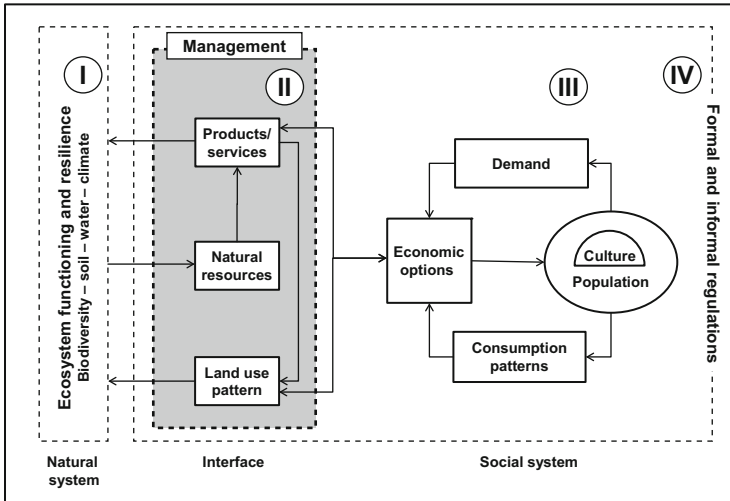 Management
I
II
III
IV
Ecosystem functioning and resilience
Biodiversity – soil – water – climate
Products/
services
Natural
resources
Land use
pattern
Demand
Economic
options
Culture
Population
Consumption
patterns
Formal and informal regulations
Natural
system
Interface
Social system